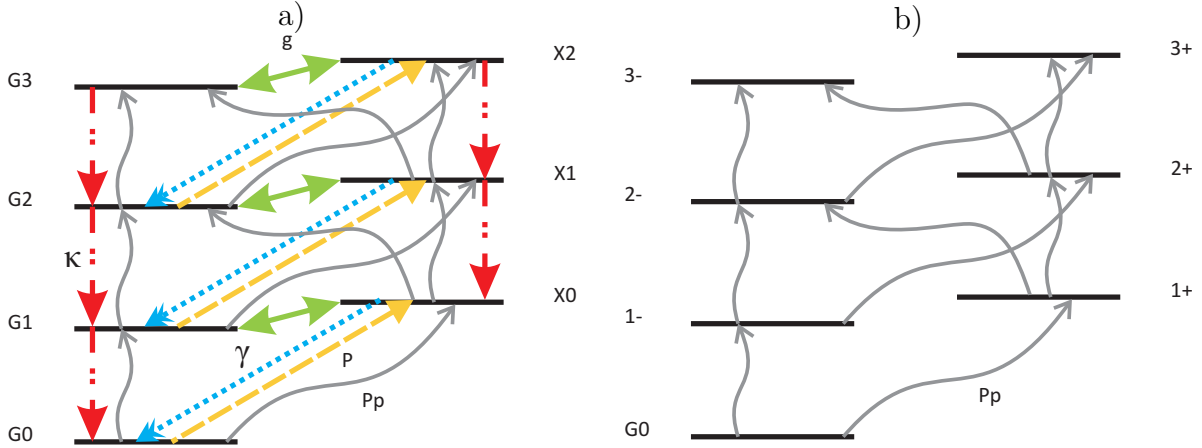 a)
g
G3
X2
G2
X1
κ
G1
X0
γ
P
Pp
G0
b)
3-
3+
2-
2+
1-
1+
Pp
G0